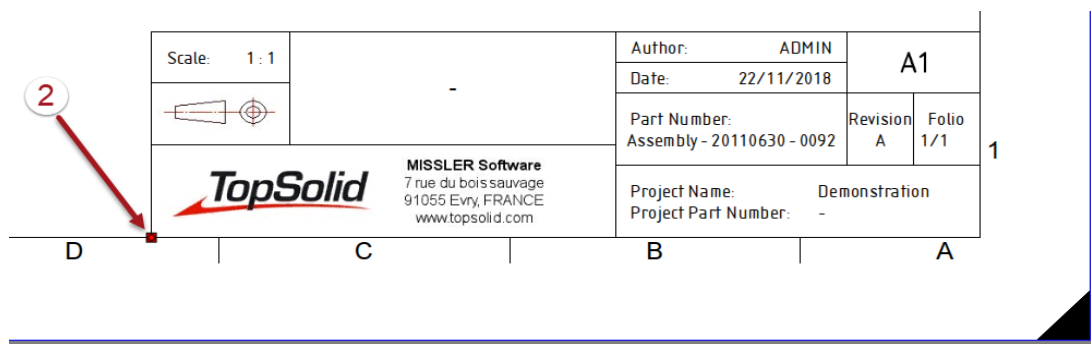 Scale: 1 : 1
-
Author: ADMIN
Date: 22/11/2018
A1
2
Part Number:
Assembly - 20110630 - 0092
Revision
A
Folio
1/1
1
TopSolid
MISSLER Software
7 rue du bois sauvage
91055 Evry, FRANCE
www.topsolid.com
Project Name: Demonstration
Project Part Number: -
D C B A